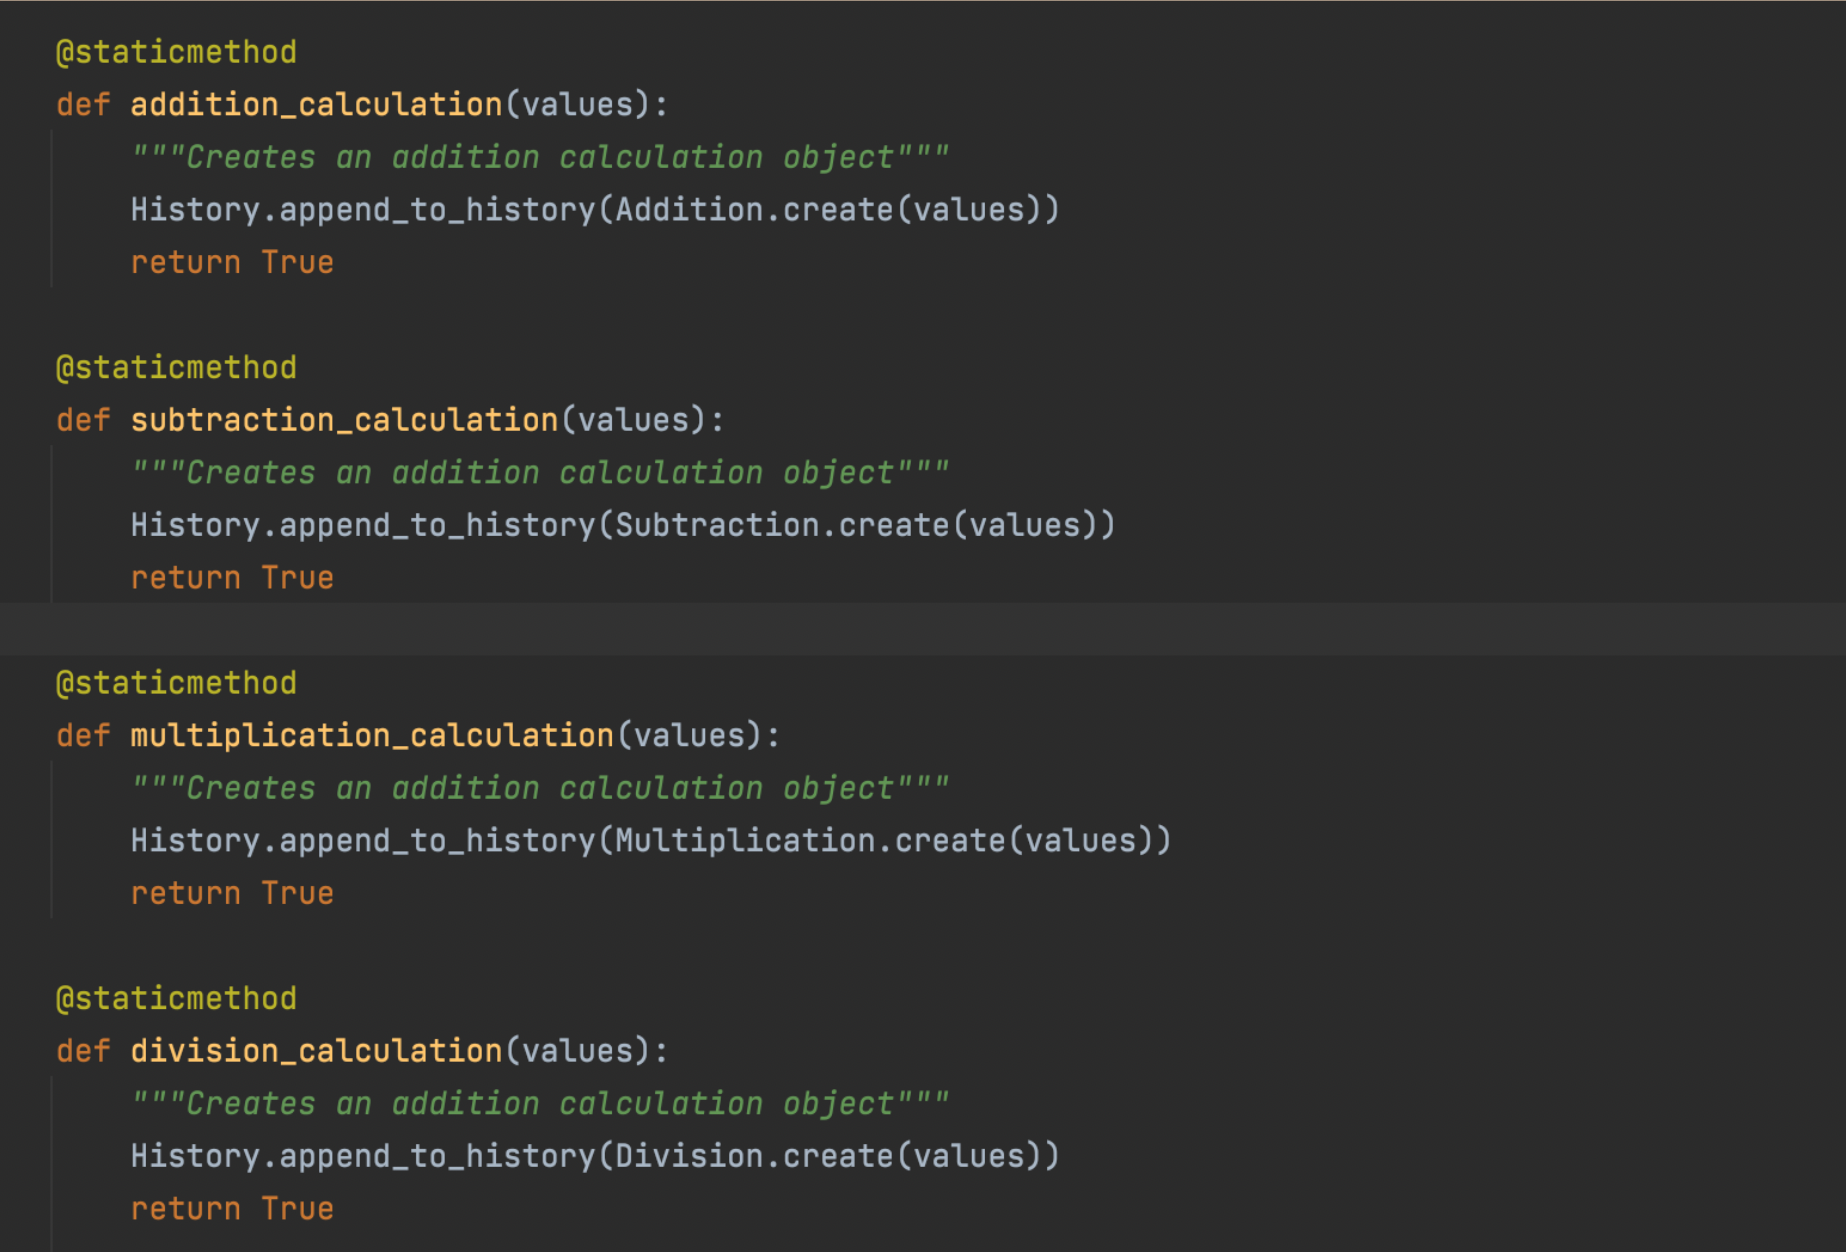 @staticmethod
def addition_calculation(values):
    """Creates an addition calculation object"""
    History.append_to_history(Addition.create(values))
    return True

@staticmethod
def subtraction_calculation(values):
    """Creates an addition calculation object"""
    History.append_to_history(Subtraction.create(values))
    return True

@staticmethod
def multiplication_calculation(values):
    """Creates an addition calculation object"""
    History.append_to_history(Multiplication.create(values))
    return True

@staticmethod
def division_calculation(values):
    """Creates an addition calculation object"""
    History.append_to_history(Division.create(values))
    return True